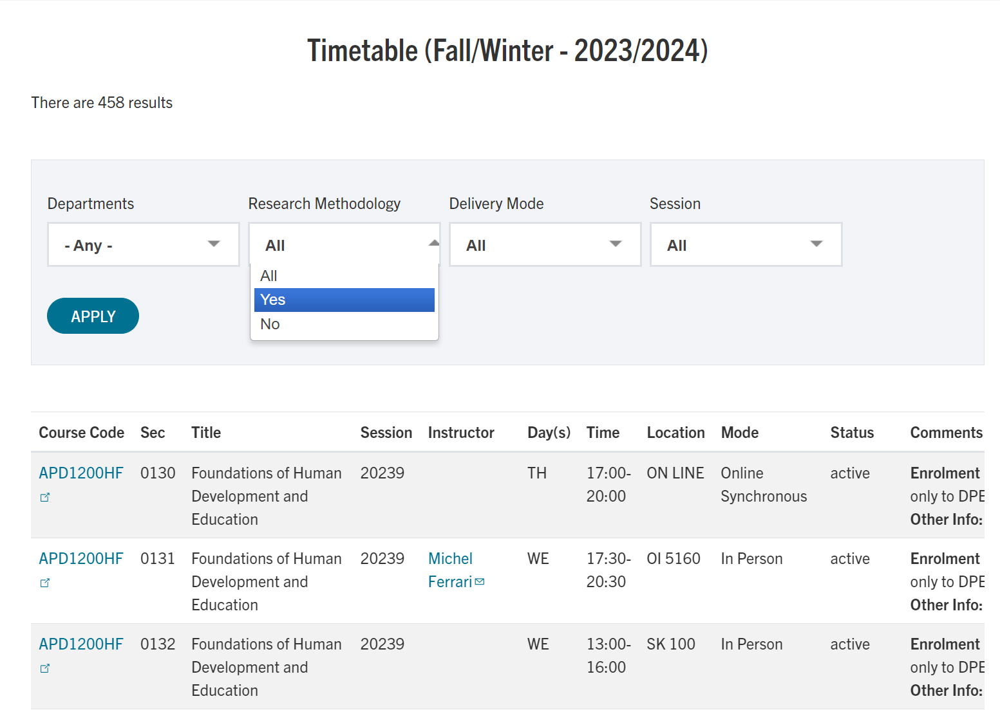 Timetable (Fall/Winter - 2023/2024)
There are 458 results
Departments Research Methodology Delivery Mode Session
- Any - All All All
All
Yes
No
APPLY
Course Code Sec Title Session Instructor Day(s) Time Location Mode Status Comments
APD1200HF 0130 Foundations of Human 20239 TH 17:00- ON LINE Online active Enrolment
Development and 20:00 Synchronous only to DPE
Education Other Info:
APD1200HF 0131 Foundations of Human 20239 Michel WE 17:30- OI 5160 In Person active Enrolment
Development and Ferrari 20:30 only to DPE
Education Other Info:
APD1200HF 0132 Foundations of Human 20239 WE 13:00- SK 100 In Person active Enrolment
Development and 16:00 only to DPE
Education Other Info: